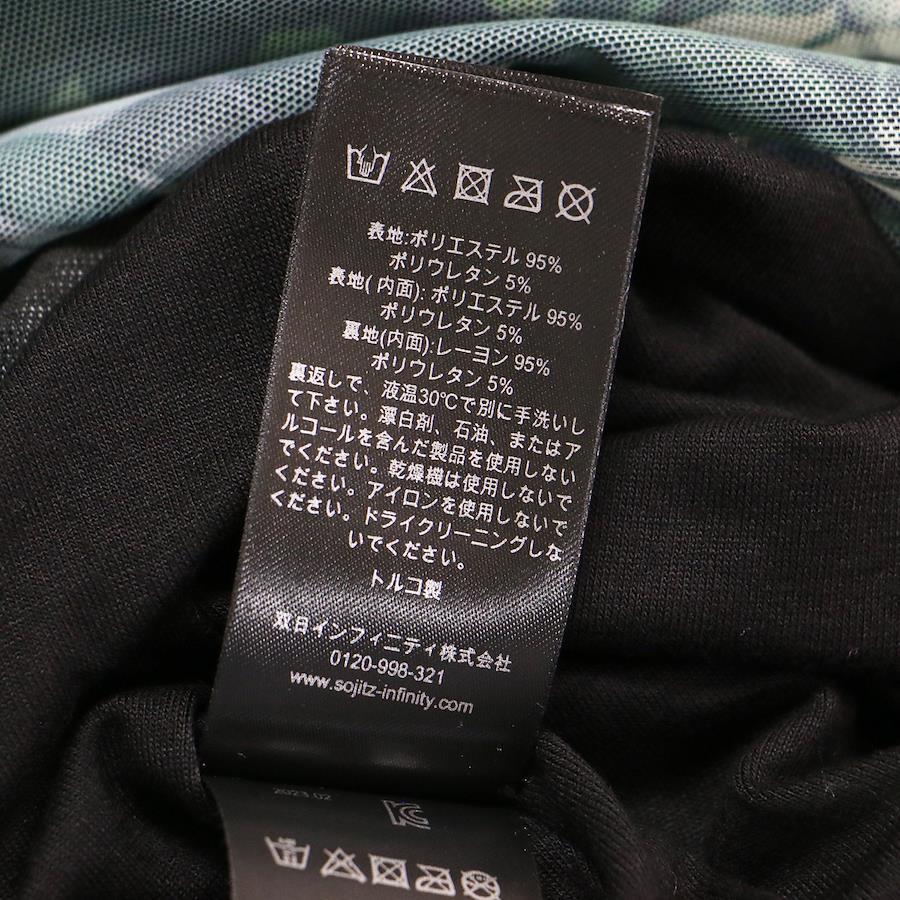 表地:ポリエステル 95%
ポリウレタン 5%
表地(内面):ポリエステル 95%
ポリウレタン 5%
裏地(内面):レーヨン 95%
ポリウレタン 5%
裏返しで、液温30℃で別に手洗いし
て下さい。漂白剤、石油、またはア
ルコールを含んだ製品を使用しない
でください。乾燥機は使用しないで
ください。アイロンを使用しないで
ください。ドライクリーニングしな
いでください。
トルコ製
双日インフィニティ株式会社
0120-998-321
www.sojitz-infinity.com
2023.02